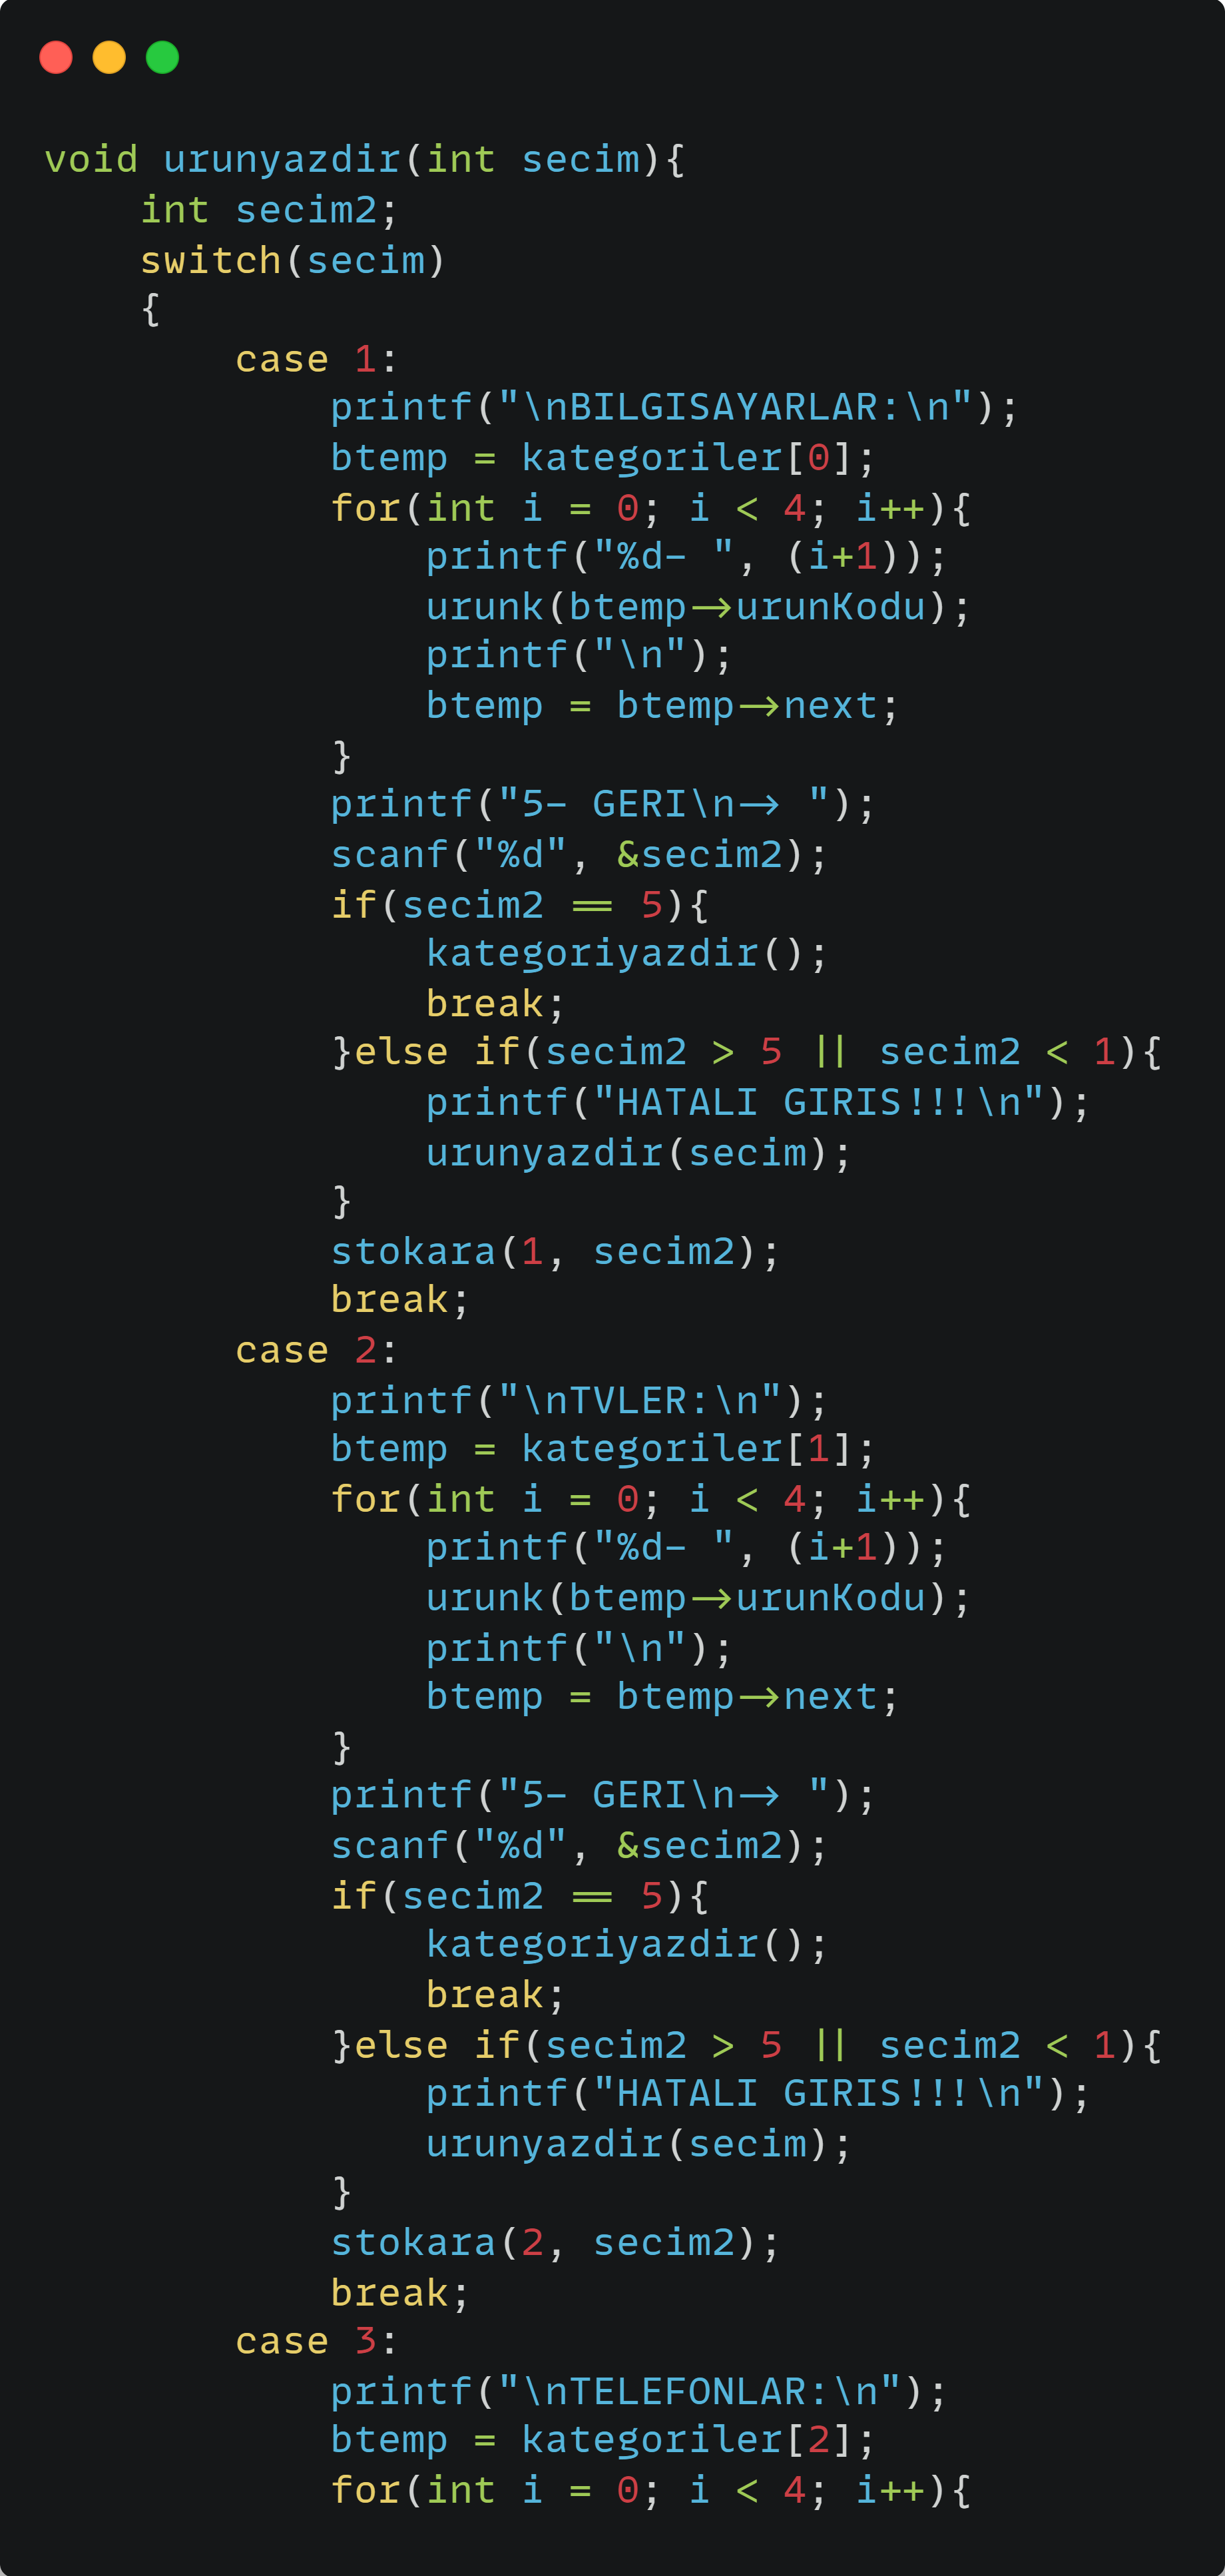 void urunyazdir(int secim){
    int secim2;
    switch(secim)
    {
        case 1:
            printf("\nBILGISAYARLAR:\n");
            btemp = kategoriler[0];
            for(int i = 0; i < 4; i++){
                printf("%d- ", (i+1));
                urunk(btemp->urunKodu);
                printf("\n");
                btemp = btemp->next;
            }
            printf("5- GERI\n-> ");
            scanf("%d", &secim2);
            if(secim2 == 5){
                kategoriyazdir();
                break;
            }else if(secim2 > 5 || secim2 < 1){
                printf("HATALI GIRIS!!!\n");
                urunyazdir(secim);
            }
            stokara(1, secim2);
            break;
        case 2:
            printf("\nTVLER:\n");
            btemp = kategoriler[1];
            for(int i = 0; i < 4; i++){
                printf("%d- ", (i+1));
                urunk(btemp->urunKodu);
                printf("\n");
                btemp = btemp->next;
            }
            printf("5- GERI\n-> ");
            scanf("%d", &secim2);
            if(secim2 == 5){
                kategoriyazdir();
                break;
            }else if(secim2 > 5 || secim2 < 1){
                printf("HATALI GIRIS!!!\n");
                urunyazdir(secim);
            }
            stokara(2, secim2);
            break;
        case 3:
            printf("\nTELEFONLAR:\n");
            btemp = kategoriler[2];
            for(int i = 0; i < 4; i++){